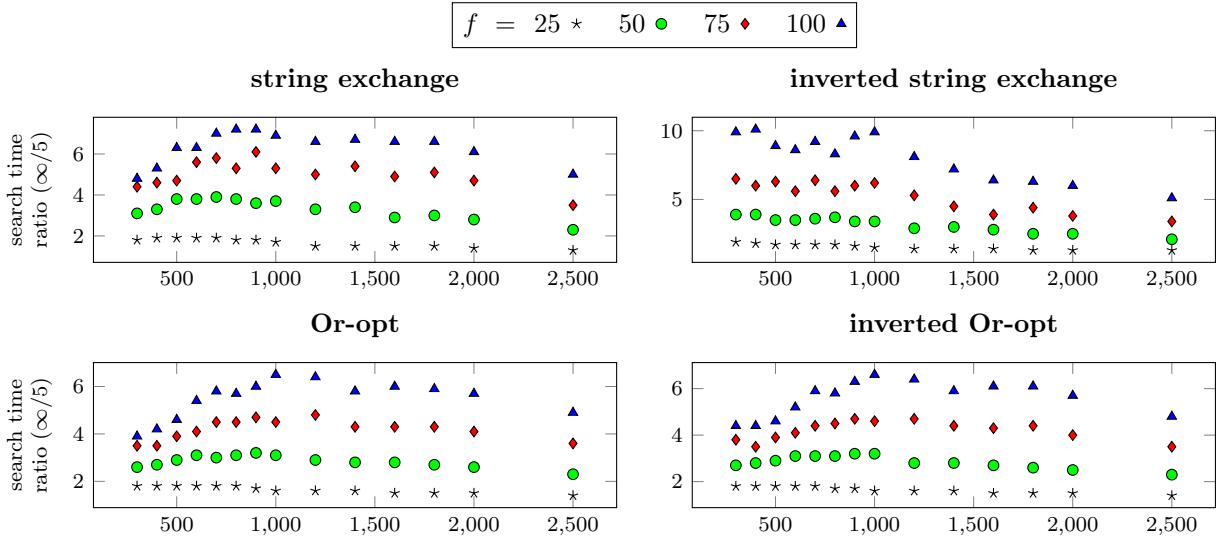 f = 25 50 75 100
string exchange
inverted string exchange
search time
ratio (∞/5)
6
4
2
500 1,000 1,500 2,000 2,500
10
5
500 1,000 1,500 2,000 2,500
Or-opt
inverted Or-opt
search time
ratio (∞/5)
6
4
2
500 1,000 1,500 2,000 2,500
6
4
2
500 1,000 1,500 2,000 2,500